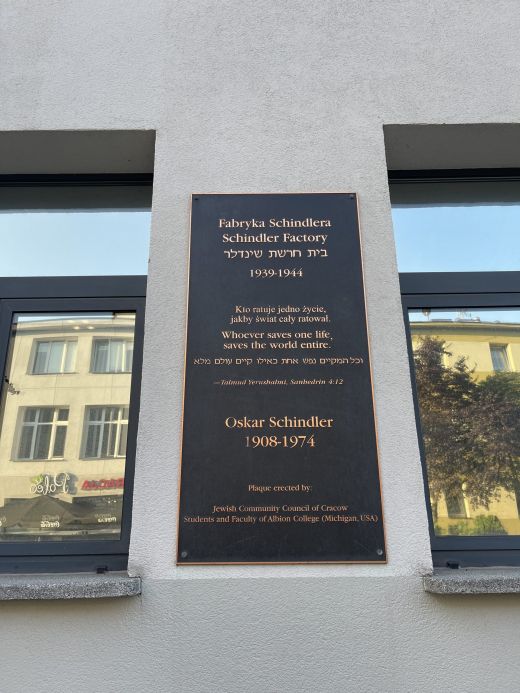 Fabryka Schindlera
Schindler Factory
בית חרשת שינדלר
1939-1944
Kto ratuje jedno życie,
jakby świat cały ratował.
Whoever saves one life,
saves the world entire.
וכל המקיים נפש אחת כאילו קיים עולם מלא
—Talmud Yerushalmi, Sanhedrin 4:12
Oskar Schindler
1908-1974
Plaque erected by:
Jewish Community Council of Cracow
Students and Faculty of Albion College (Michigan, USA)